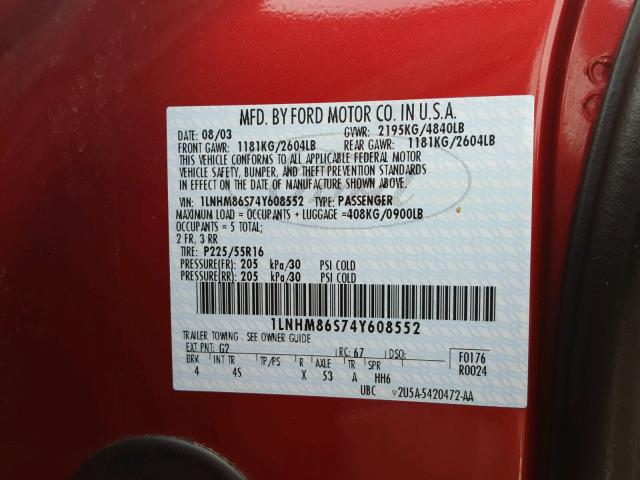 MFD. BY FORD MOTOR CO. IN U.S.A.
DATE: 08/03 GVWR: 2195KG/4840LB
FRONT GAWR: 1181KG/2604LB REAR GAWR: 1181KG/2604LB
THIS VEHICLE CONFORMS TO ALL APPLICABLE FEDERAL MOTOR
VEHICLE SAFETY, BUMPER, AND THEFT PREVENTION STANDARDS
IN EFFECT ON THE DATE OF MANUFACTURE SHOWN ABOVE.
VIN: 1LNHM86S74Y608552 TYPE: PASSENGER
MAXIMUM LOAD = OCCUPANTS + LUGGAGE =408KG/0900LB
OCCUPANTS = 5 TOTAL;
2 FR, 3 RR
TIRE: P225/55R16
PRESSURE(FR): 205 kPa/30 PSI COLD
PRESSURE(RR): 205 kPa/30 PSI COLD
1LNHM86S74Y608552
TRAILER TOWING - SEE OWNER GUIDE
EXT PNT: G2 RC: 67 DSO: F0176
BRK INT TR TP/PS R AXLE TR SPR R0024
4 4S X 53 A HH6
UBC 2U5A-5420472-AA